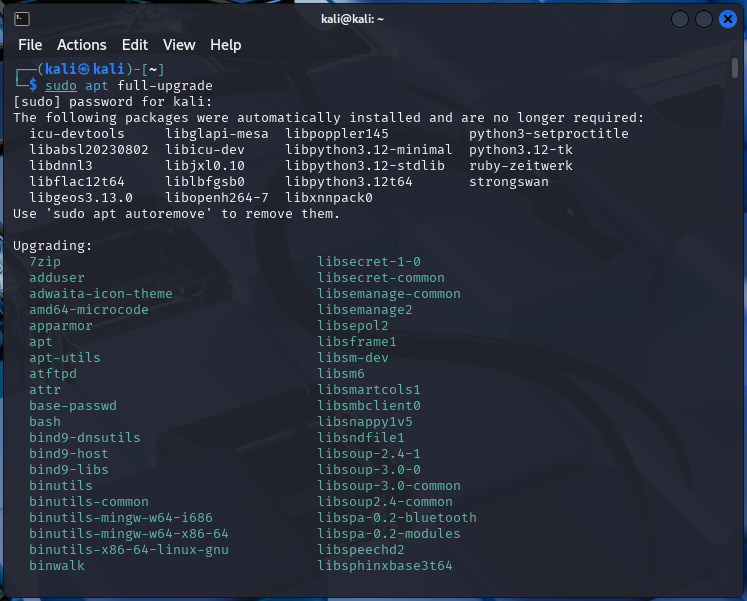 kali@kali: ~
File Actions Edit View Help
┌──(kali㉿kali)-[~]
└─$ sudo apt full-upgrade
[sudo] password for kali:
The following packages were automatically installed and are no longer required:
icu-devtools libglapi-mesa libpoppler145 python3-setproctitle
libabsl20230802 libicu-dev libpython3.12-minimal python3.12-tk
libdnnl3 libjxl0.10 libpython3.12-stdlib ruby-zeitwerk
libflac12t64 liblbfgsb0 libpython3.12t64 strongswan
libgeos3.13.0 libopenh264-7 libxnnpack0
Use 'sudo apt autoremove' to remove them.
Upgrading:
7zip libsecret-1-0
adduser libsecret-common
adwaita-icon-theme libsemanage-common
amd64-microcode libsemanage2
apparmor libsepol2
apt libsframe1
apt-utils libsm-dev
atftpd libsm6
attr libsmartcols1
base-passwd libsmbclient0
bash libsnappy1v5
bind9-dnsutils libsndfile1
bind9-host libsoup-2.4-1
bind9-libs libsoup-3.0-0
binutils libsoup-3.0-common
binutils-common libsoup2.4-common
binutils-mingw-w64-i686 libspa-0.2-bluetooth
binutils-mingw-w64-x86-64 libspa-0.2-modules
binutils-x86-64-linux-gnu libspeechd2
binwalk libsphinxbase3t64